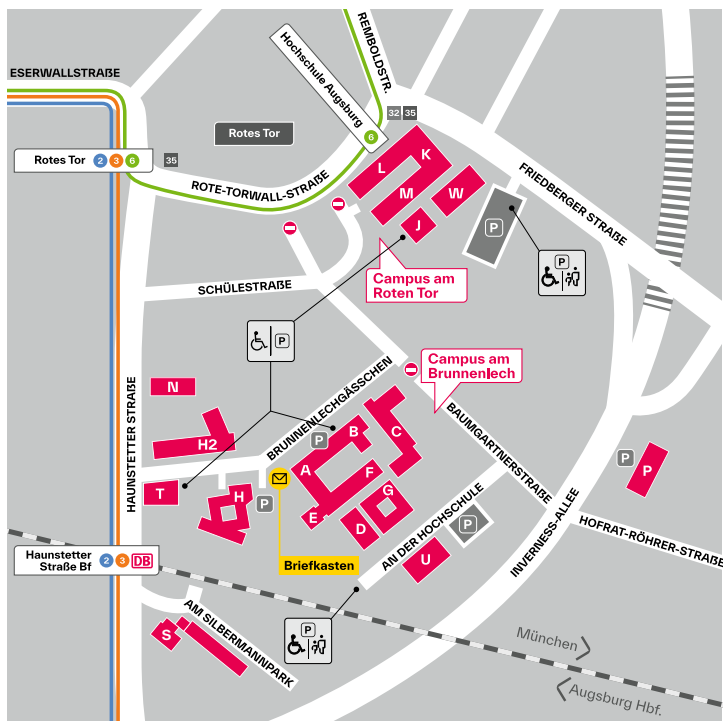 ESERWALLSTRAßE
REMBOLDSTR.
Hochschule Augsburg
6
32 35
Rotes Tor
Rotes Tor 2 3 6
35
ROTE-TORWALL-STRAßE
FRIEDBERGER STRAßE
K
L
M
W
J
P
P
Campus am
Roten Tor
SCHÜLESTRAßE
P
Campus am
Brunnenlech
HAUNSTETTER STRAßE
N
H2
BRUNNENLECHGÄSSCHEN
P
B
C
A
F
G
E
D
T
H
P
BAUMGARTNERSTRAßE
P
P
AN DER HOCHSCHULE
P
U
INVERNESS-ALLEE
HOFRAT-RÖHRER-STRAßE
Haunstetter
Straße Bf 2 3 DB
Briefkasten
AM SILBERMANNPARK
S
P
München
Augsburg Hbf.